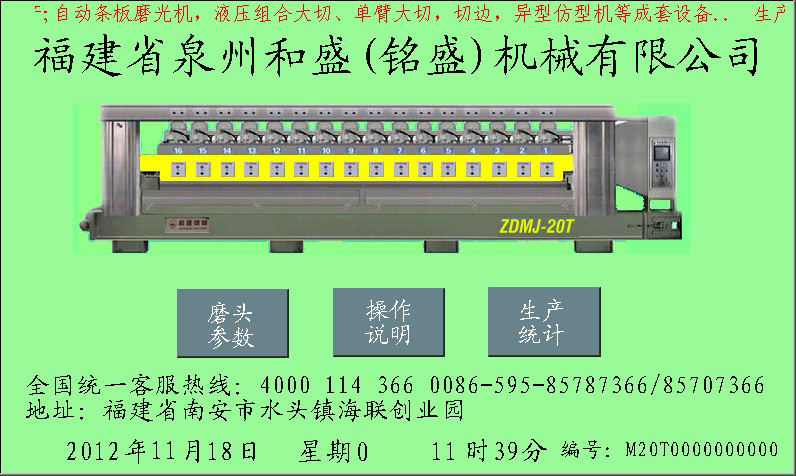 自动条板磨光机，液压组合大切、单臂大切，切边，异型仿型机等成套设备.. 生产
福建省泉州和盛(铭盛)机械有限公司
16 15 14 13 12 11 10 9 8 7 6 5 4 3 2 1
ZDMJ-20T
磨头参数
操作说明
生产统计
全国统一客服热线: 4000 114 366 0086-595-85787366/85707366
地址: 福建省南安市水头镇海联创业园
2012年11月18日 星期0 11时39分 编号: M20T0000000000